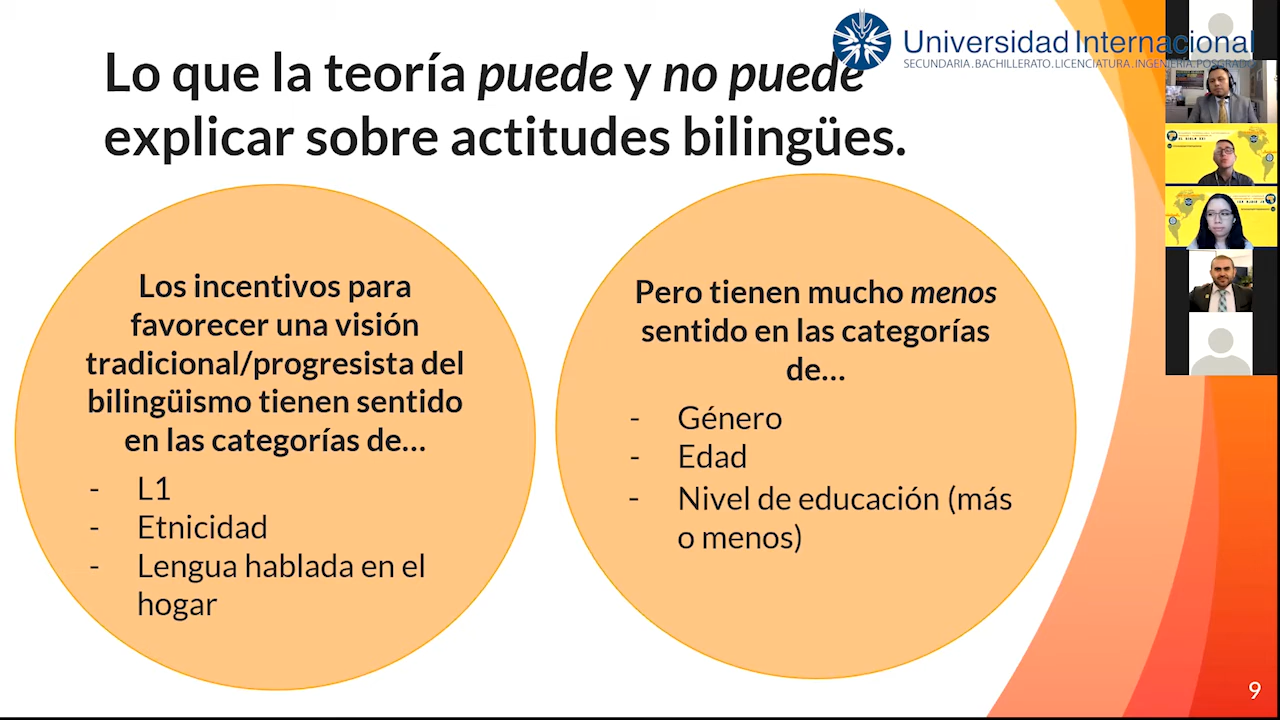 Universidad Internacional
SECUNDARIA.BACHILLERATO.LICENCIATURA.INGENIERÍA.POSGRADO
Lo que la teoría puede y no puede
explicar sobre actitudes bilingües.
Los incentivos para
favorecer una visión
tradicional/progresista del
bilingüismo tienen sentido
en las categorías de...
- L1
- Etnicidad
- Lengua hablada en el
hogar
Pero tienen mucho menos
sentido en las categorías
de...
- Género
- Edad
- Nivel de educación (más
o menos)
9